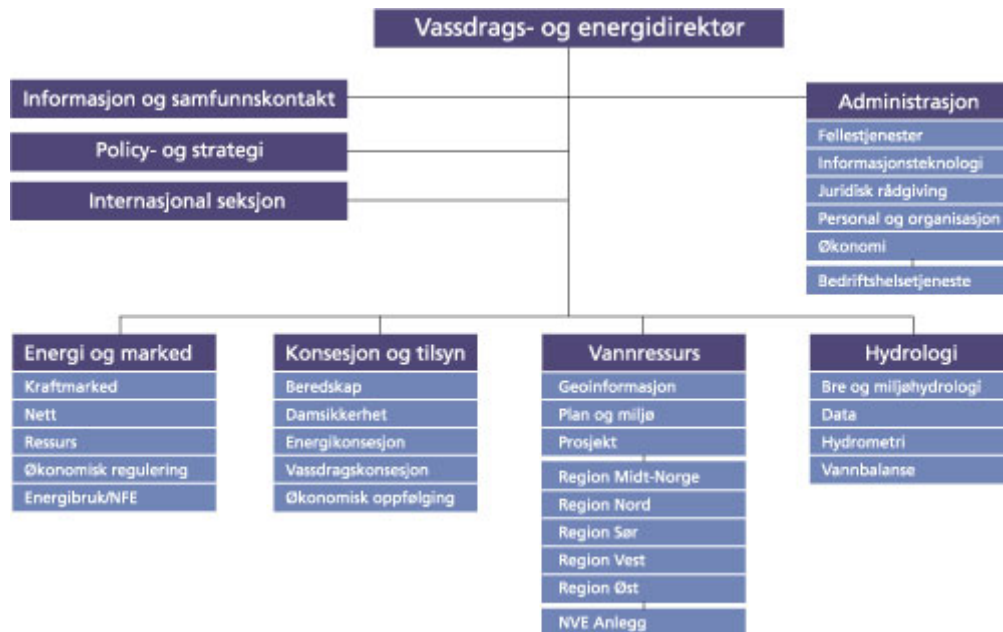 Vassdrags- og energidirektør
Informasjon og samfunnskontakt
Policy- og strategi
Internasjonal seksjon
Administrasjon
Fellestjenester
Informasjonsteknologi
Juridisk rådgiving
Personal og organisasjon
Økonomi
Bedriftshelsetjeneste
Energi og marked
Kraftmarked
Nett
Ressurs
Økonomisk regulering
Energibruk/NFE
Konsesjon og tilsyn
Beredskap
Damsikkerhet
Energikonsesjon
Vassdragskonsesjon
Økonomisk oppfølging
Vannressurs
Geoinformasjon
Plan og miljø
Prosjekt
Region Midt-Norge
Region Nord
Region Sør
Region Vest
Region Øst
NVE Anlegg
Hydrologi
Bre og miljøhydrologi
Data
Hydrometri
Vannbalanse